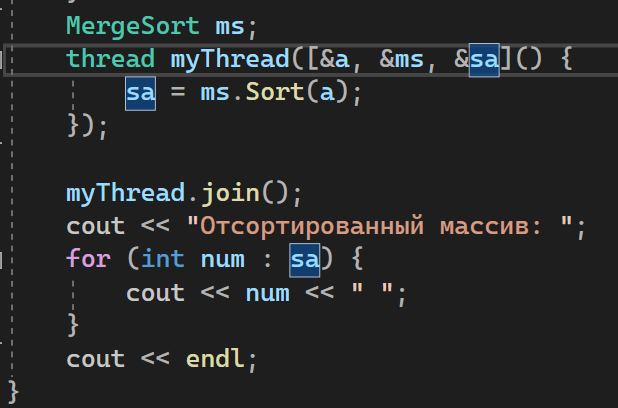 MergeSort ms;
thread myThread([&a, &ms, &sa]() {
sa = ms.Sort(a);
});
myThread.join();
cout << "Отсортированный массив: ";
for (int num : sa) {
cout << num << " ";
}
cout << endl;
}